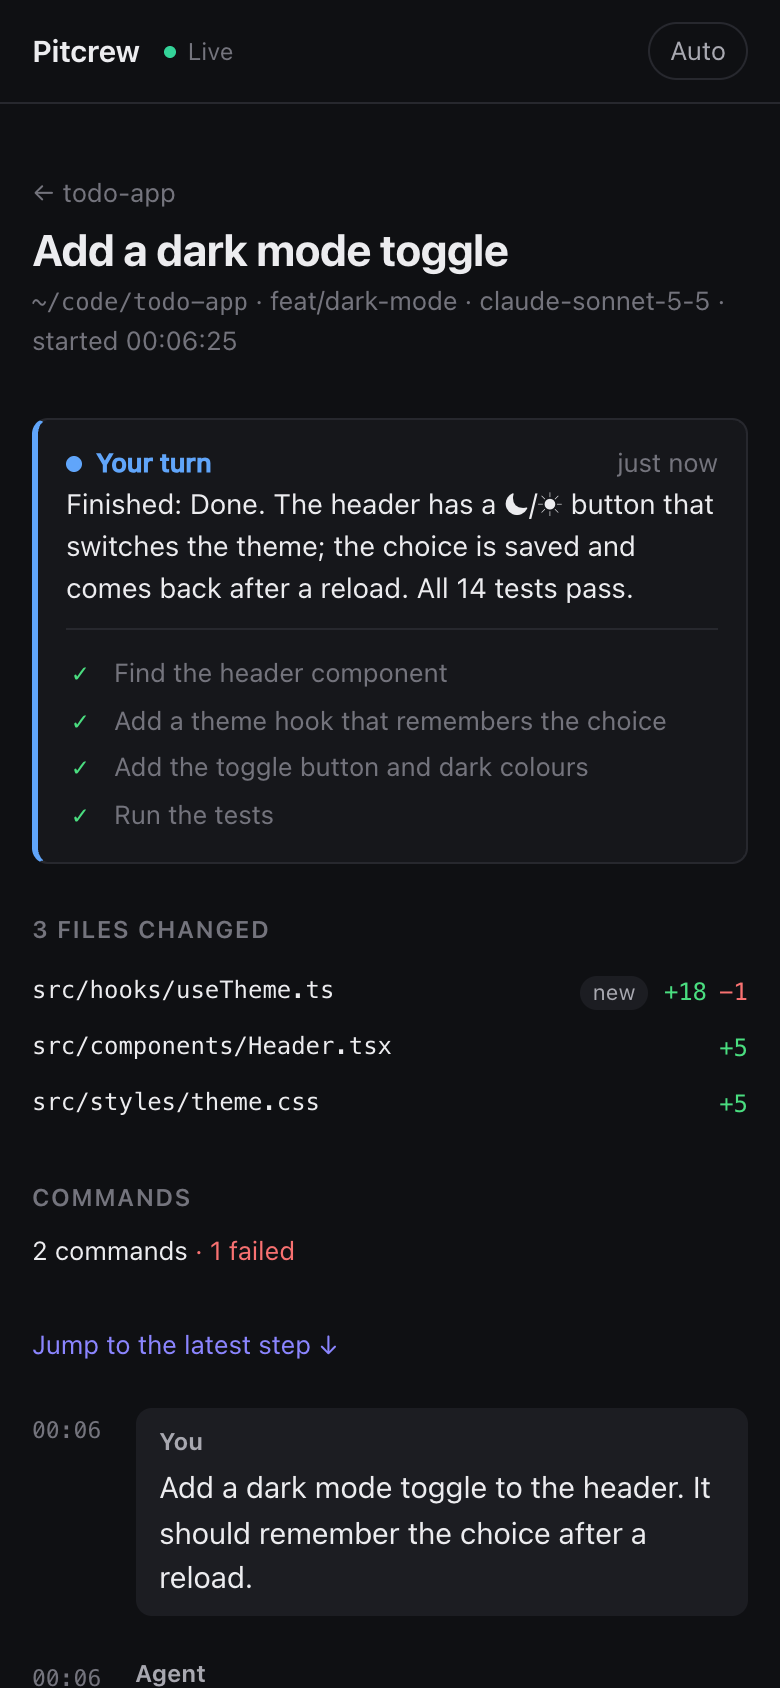 Pitcrew Live Auto
← todo-app
Add a dark mode toggle
~/code/todo-app · feat/dark-mode · claude-sonnet-5-5 ·
started 00:06:25
Your turn just now
Finished: Done. The header has a ⏾/☀ button that
switches the theme; the choice is saved and
comes back after a reload. All 14 tests pass.
✓ Find the header component
✓ Add a theme hook that remembers the choice
✓ Add the toggle button and dark colours
✓ Run the tests
3 FILES CHANGED
src/hooks/useTheme.ts new +18 −1
src/components/Header.tsx +5
src/styles/theme.css +5
COMMANDS
2 commands · 1 failed
Jump to the latest step ↓
00:06 You
Add a dark mode toggle to the header. It
should remember the choice after a
reload.
00:06 Agent